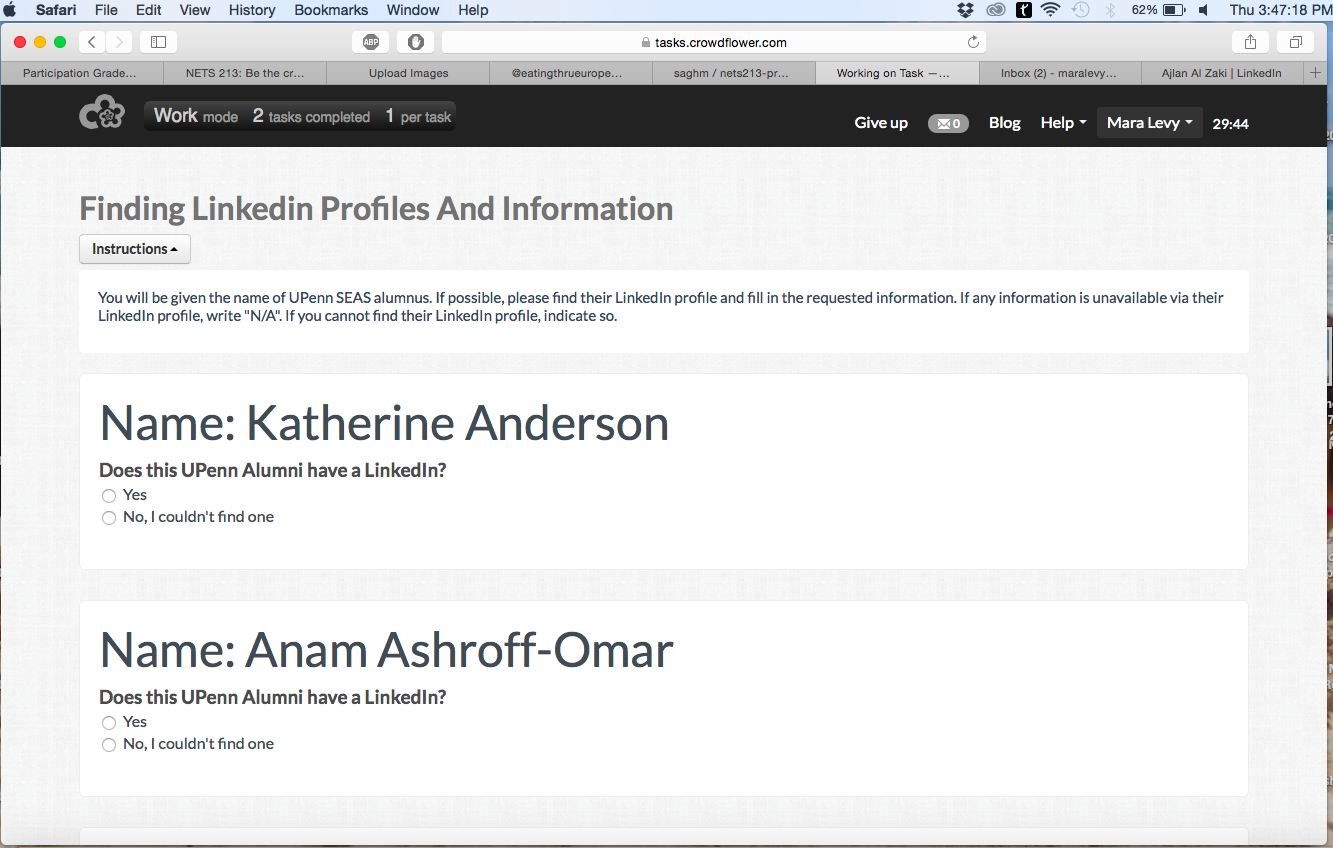 Safari File Edit View History Bookmarks Window Help 62% Thu 3:47:18 PM
ABP tasks.crowdflower.com
Participation Grade... NETS 213: Be the cr... Upload Images @eatingthrueurope... saghm / nets213-pr... Working on Task —... Inbox (2) - maralevy... Ajlan Al Zaki | LinkedIn +
Work mode 2 tasks completed 1 per task Give up 0 Blog Help Mara Levy 29:44
Finding Linkedin Profiles And Information
Instructions
You will be given the name of UPenn SEAS alumnus. If possible, please find their LinkedIn profile and fill in the requested information. If any information is unavailable via their
LinkedIn profile, write "N/A". If you cannot find their LinkedIn profile, indicate so.
Name: Katherine Anderson
Does this UPenn Alumni have a LinkedIn?
Yes
No, I couldn't find one
Name: Anam Ashroff-Omar
Does this UPenn Alumni have a LinkedIn?
Yes
No, I couldn't find one